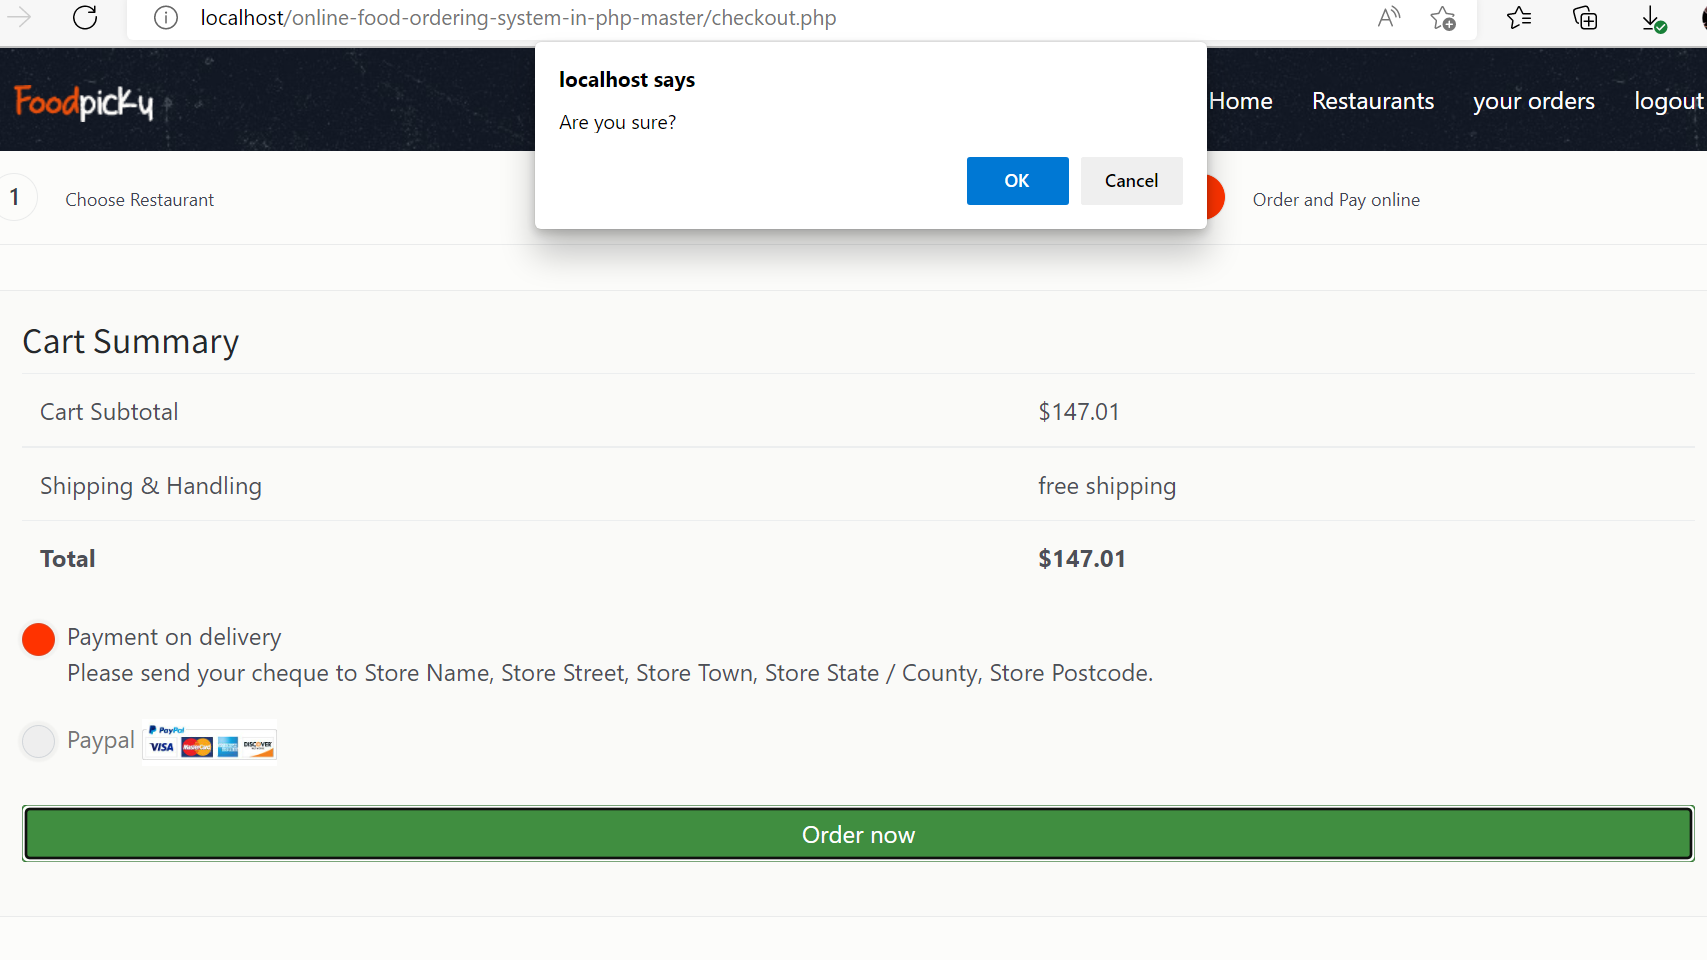 localhost/online-food-ordering-system-in-php-master/checkout.php
localhost says
Are you sure?
OK Cancel
Foodpicky
Home Restaurants your orders logout
1 Choose Restaurant
Order and Pay online
Cart Summary
Cart Subtotal $147.01
Shipping & Handling free shipping
Total $147.01
Payment on delivery
Please send your cheque to Store Name, Store Street, Store Town, Store State / County, Store Postcode.
Paypal
PayPal
VISA MasterCard DISCOVER
Order now